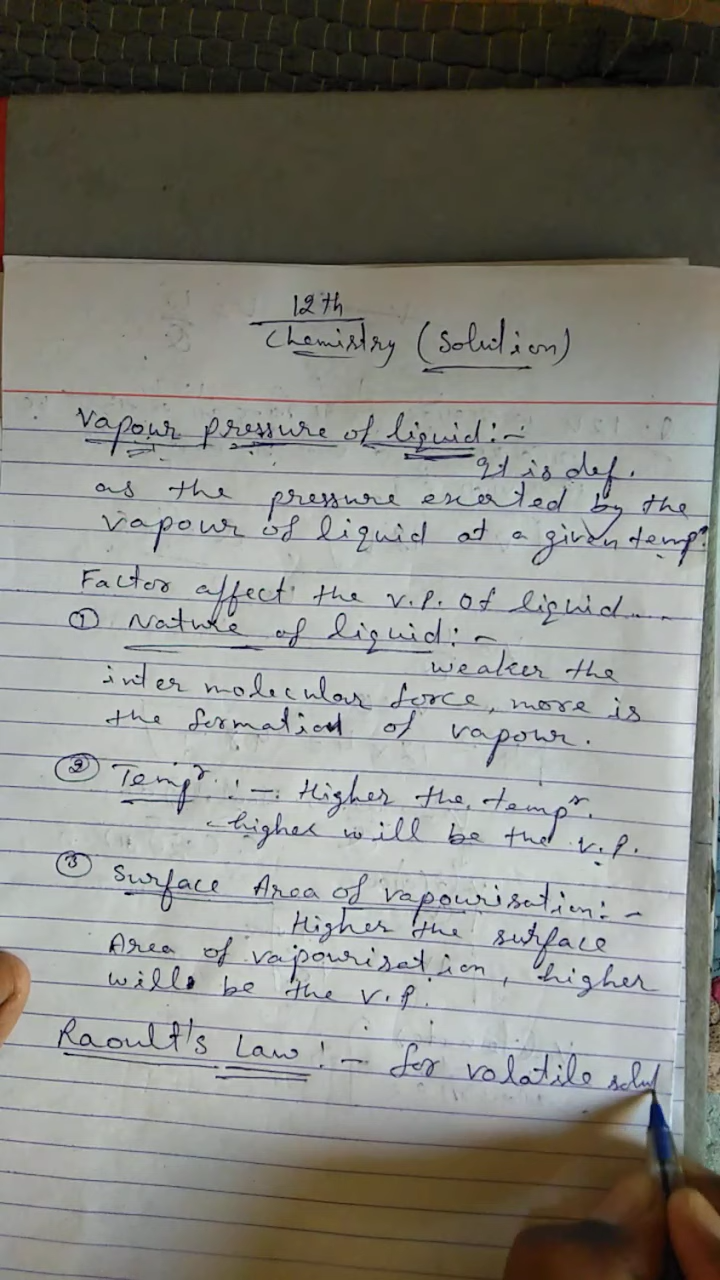 12th
Chemistry (Solution)
Vapour pressure of liquid:-
It is def.
as the pressure exerted by the
vapour of liquid at a given temp.
Factor affect the v.p. of liquid....
① Nature of liquid:-
weaker the
inter molecular force, more is
the formation of vapour.
② Tempr. :- Higher the tempr.
higher will be the v.p.
③ Surface Area of vapourisation:-
Higher the surface
Area of vapourisation, higher
will be the v.p.
Raoult's Law:- for volatile solu